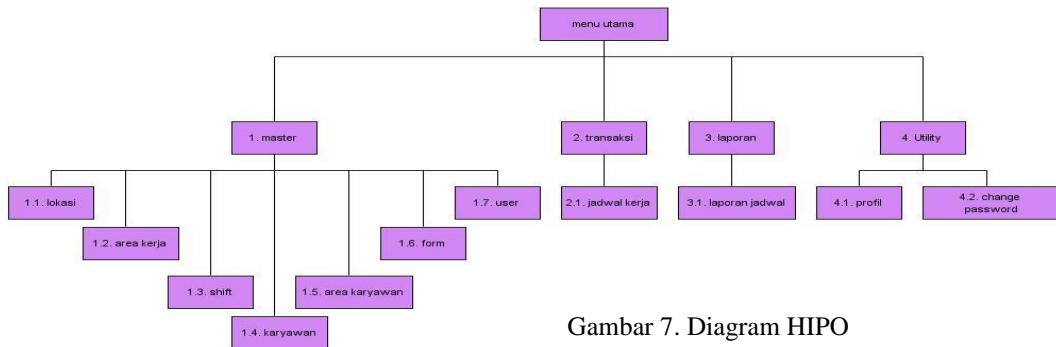 menu utama
1. master
2. transaksi
3. laporan
4. Utility
1.1. lokasi
1.7. user
2.1. jadwal kerja
3.1. laporan jadwal
4.1. profil
4.2. change
password
1.2. area kerja
1.6. form
1.3. shift
1.5. area karyawan
1.4. karyawan
Gambar 7. Diagram HIPO